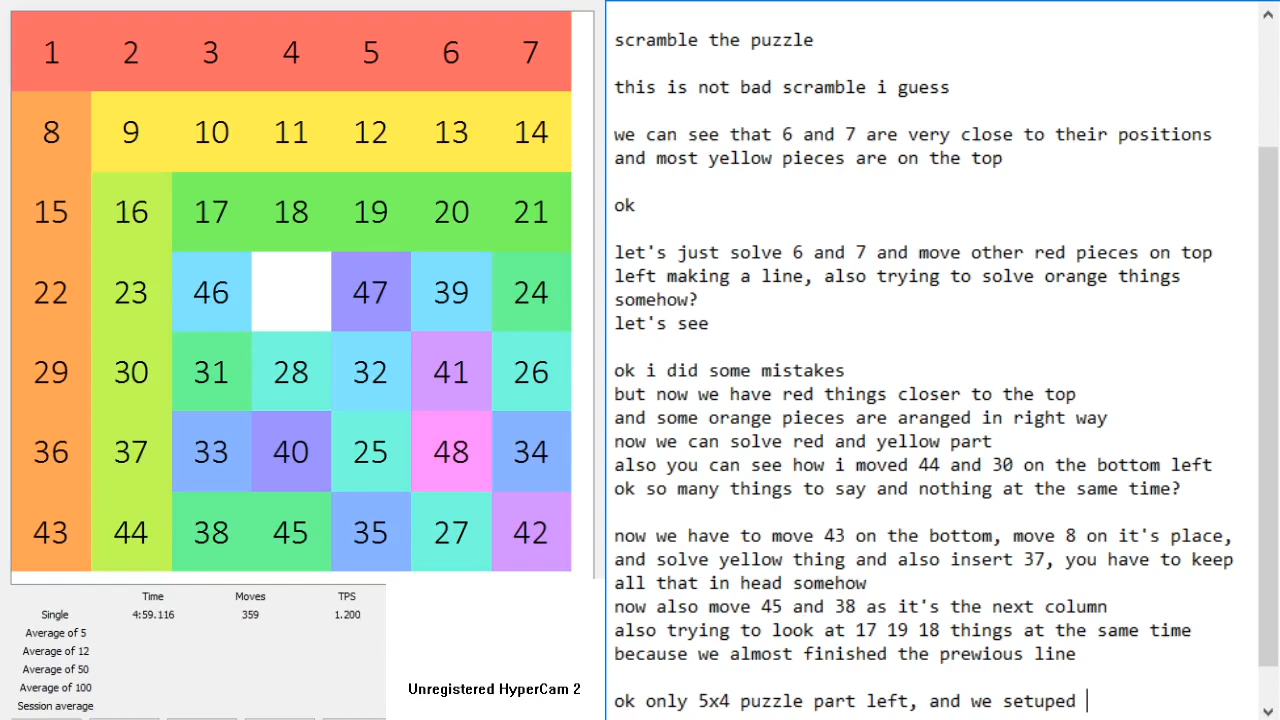 1 2 3 4 5 6 7
8 9 10 11 12 13 14
15 16 17 18 19 20 21
22 23 46 47 39 24
29 30 31 28 32 41 26
36 37 33 40 25 48 34
43 44 38 45 35 27 42
Time Moves TPS
Single 4:59.116 359 1.200
Average of 5
Average of 12
Average of 50
Average of 100
Session average
Unregistered HyperCam 2
scramble the puzzle
this is not bad scramble i guess
we can see that 6 and 7 are very close to their positions
and most yellow pieces are on the top
ok
let's just solve 6 and 7 and move other red pieces on top
left making a line, also trying to solve orange things
somehow?
let's see
ok i did some mistakes
but now we have red things closer to the top
and some orange pieces are aranged in right way
now we can solve red and yellow part
also you can see how i moved 44 and 30 on the bottom left
ok so many things to say and nothing at the same time?
now we have to move 43 on the bottom, move 8 on it's place,
and solve yellow thing and also insert 37, you have to keep
all that in head somehow
now also move 45 and 38 as it's the next column
also trying to look at 17 19 18 things at the same time
because we almost finished the prewious line
ok only 5x4 puzzle part left, and we setuped